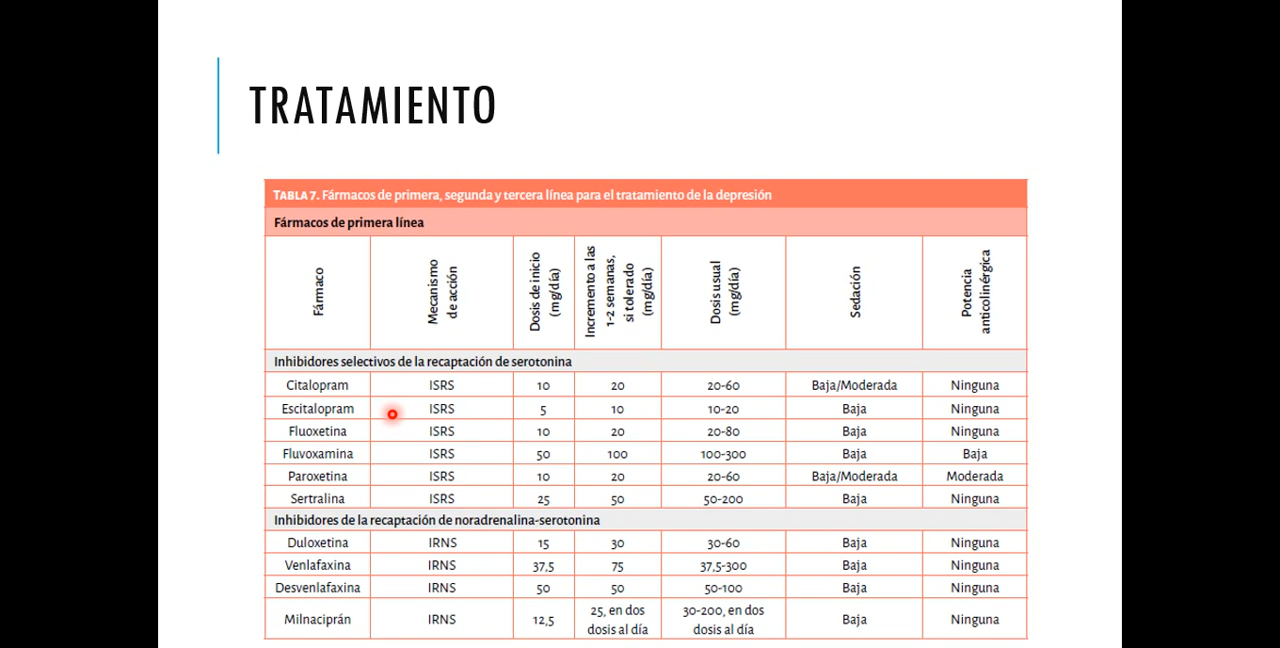 TRATAMIENTO
TABLA 7. Fármacos de primera, segunda y tercera línea para el tratamiento de la depresión
Fármacos de primera línea
Fármaco
Mecanismo de acción
Dosis de inicio (mg/día)
Incremento a las 1-2 semanas, si tolerado (mg/día)
Dosis usual (mg/día)
Sedación
Potencia anticolinérgica
Inhibidores selectivos de la recaptación de serotonina
Citalopram ISRS 10 20 20-60 Baja/Moderada Ninguna
Escitalopram ISRS 5 10 10-20 Baja Ninguna
Fluoxetina ISRS 10 20 20-80 Baja Ninguna
Fluvoxamina ISRS 50 100 100-300 Baja Baja
Paroxetina ISRS 10 20 20-60 Baja/Moderada Moderada
Sertralina ISRS 25 50 50-200 Baja Ninguna
Inhibidores de la recaptación de noradrenalina-serotonina
Duloxetina IRNS 15 30 30-60 Baja Ninguna
Venlafaxina IRNS 37,5 75 37,5-300 Baja Ninguna
Desvenlafaxina IRNS 50 50 50-100 Baja Ninguna
Milnaciprán IRNS 12,5 25, en dos dosis al día 30-200, en dos dosis al día Baja Ninguna